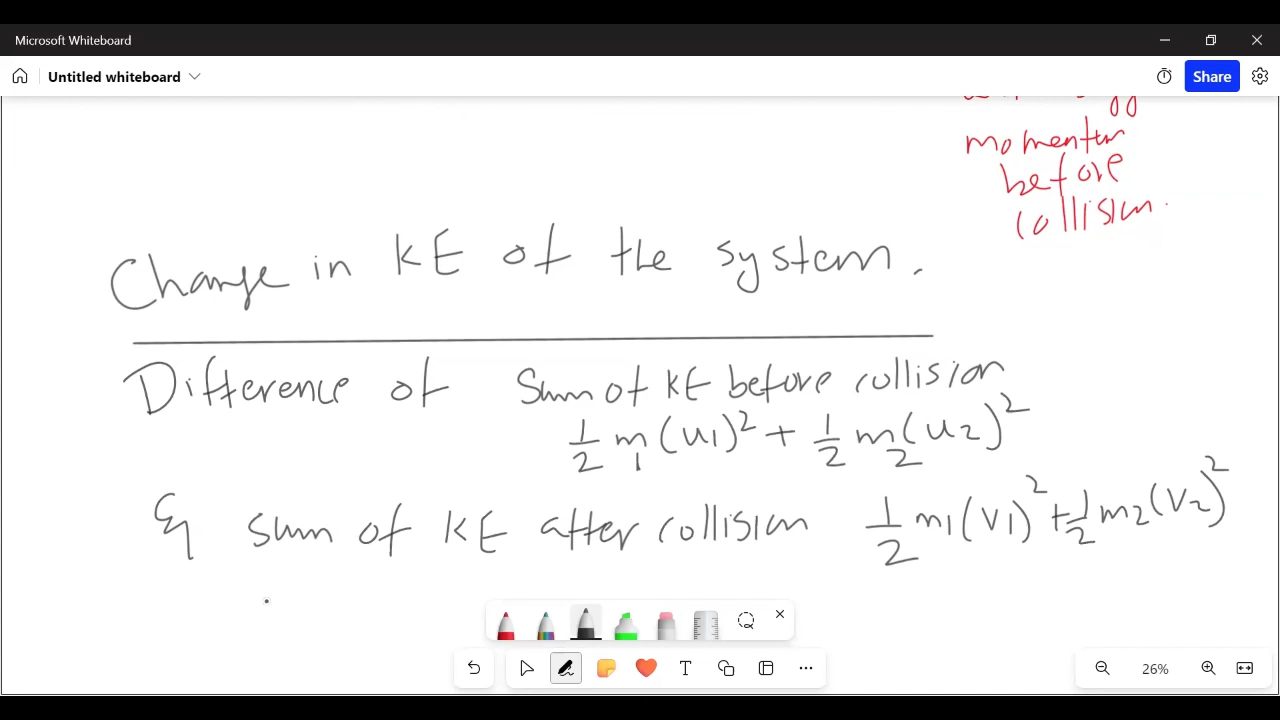 Microsoft Whiteboard
Untitled whiteboard
Share
momentum
before
collision.
Change in KE of the system.
Difference of Sum of KE before collision
1/2 m1 (u1)² + 1/2 m2 (u2)²
& sum of KE after collision 1/2 m1 (v1)² + 1/2 m2 (v2)²
T
26%